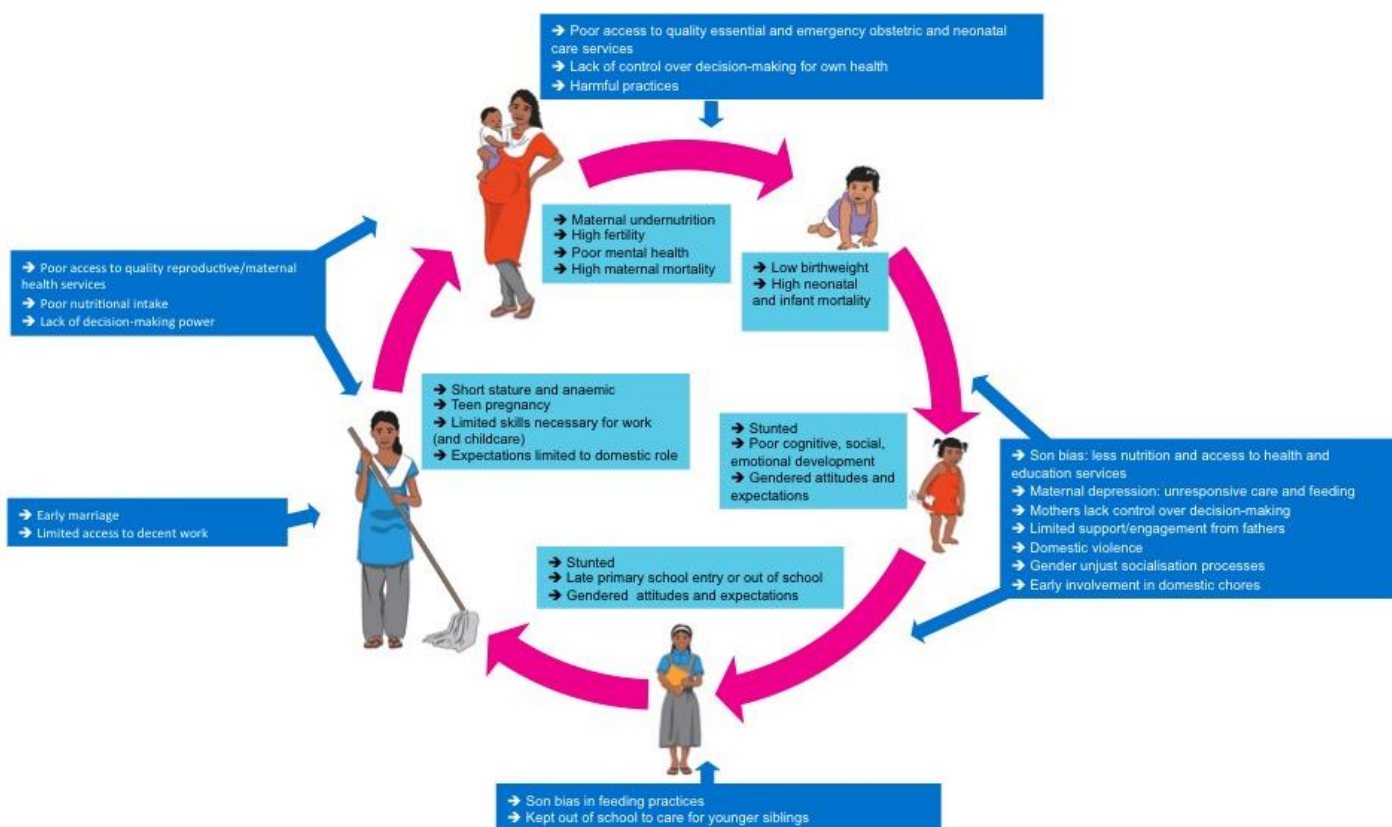 ➔ Poor access to quality essential and emergency obstetric and neonatal
care services
➔ Lack of control over decision-making for own health
➔ Harmful practices
➔ Maternal undernutrition
➔ High fertility
➔ Poor mental health
➔ High maternal mortality
➔ Low birthweight
➔ High neonatal
and infant mortality
➔ Poor access to quality reproductive/maternal
health services
➔ Poor nutritional intake
➔ Lack of decision-making power
➔ Short stature and anaemic
➔ Teen pregnancy
➔ Limited skills necessary for work
(and childcare)
➔ Expectations limited to domestic role
➔ Stunted
➔ Poor cognitive, social,
emotional development
➔ Gendered attitudes and
expectations
➔ Son bias: less nutrition and access to health and
education services
➔ Maternal depression: unresponsive care and feeding
➔ Mothers lack control over decision-making
➔ Limited support/engagement from fathers
➔ Domestic violence
➔ Gender unjust socialisation processes
➔ Early involvement in domestic chores
➔ Early marriage
➔ Limited access to decent work
➔ Stunted
➔ Late primary school entry or out of school
➔ Gendered attitudes and expectations
➔ Son bias in feeding practices
➔ Kept out of school to care for younger siblings